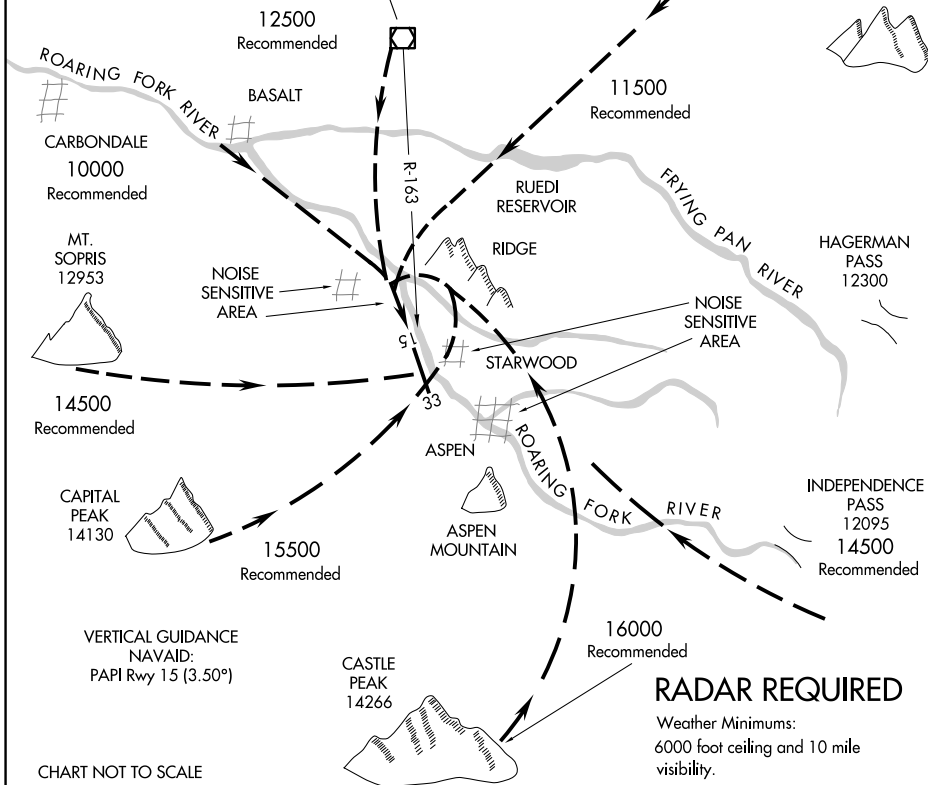 12500
Recommended
ROARING FORK RIVER
BASALT
11500
Recommended
CARBONDALE
10000
Recommended
R-163
RUEDI
RESERVOIR
FRYING PAN RIVER
MT.
SOPRIS
12953
NOISE
SENSITIVE
AREA
RIDGE
HAGERMAN
PASS
12300
NOISE
SENSITIVE
AREA
15
STARWOOD
33
14500
Recommended
ASPEN
ROARING FORK RIVER
CAPITAL
PEAK
14130
15500
Recommended
ASPEN
MOUNTAIN
INDEPENDENCE
PASS
12095
14500
Recommended
VERTICAL GUIDANCE
NAVAID:
PAPI Rwy 15 (3.50°)
CASTLE
PEAK
14266
16000
Recommended
RADAR REQUIRED
Weather Minimums:
6000 foot ceiling and 10 mile
visibility.
CHART NOT TO SCALE